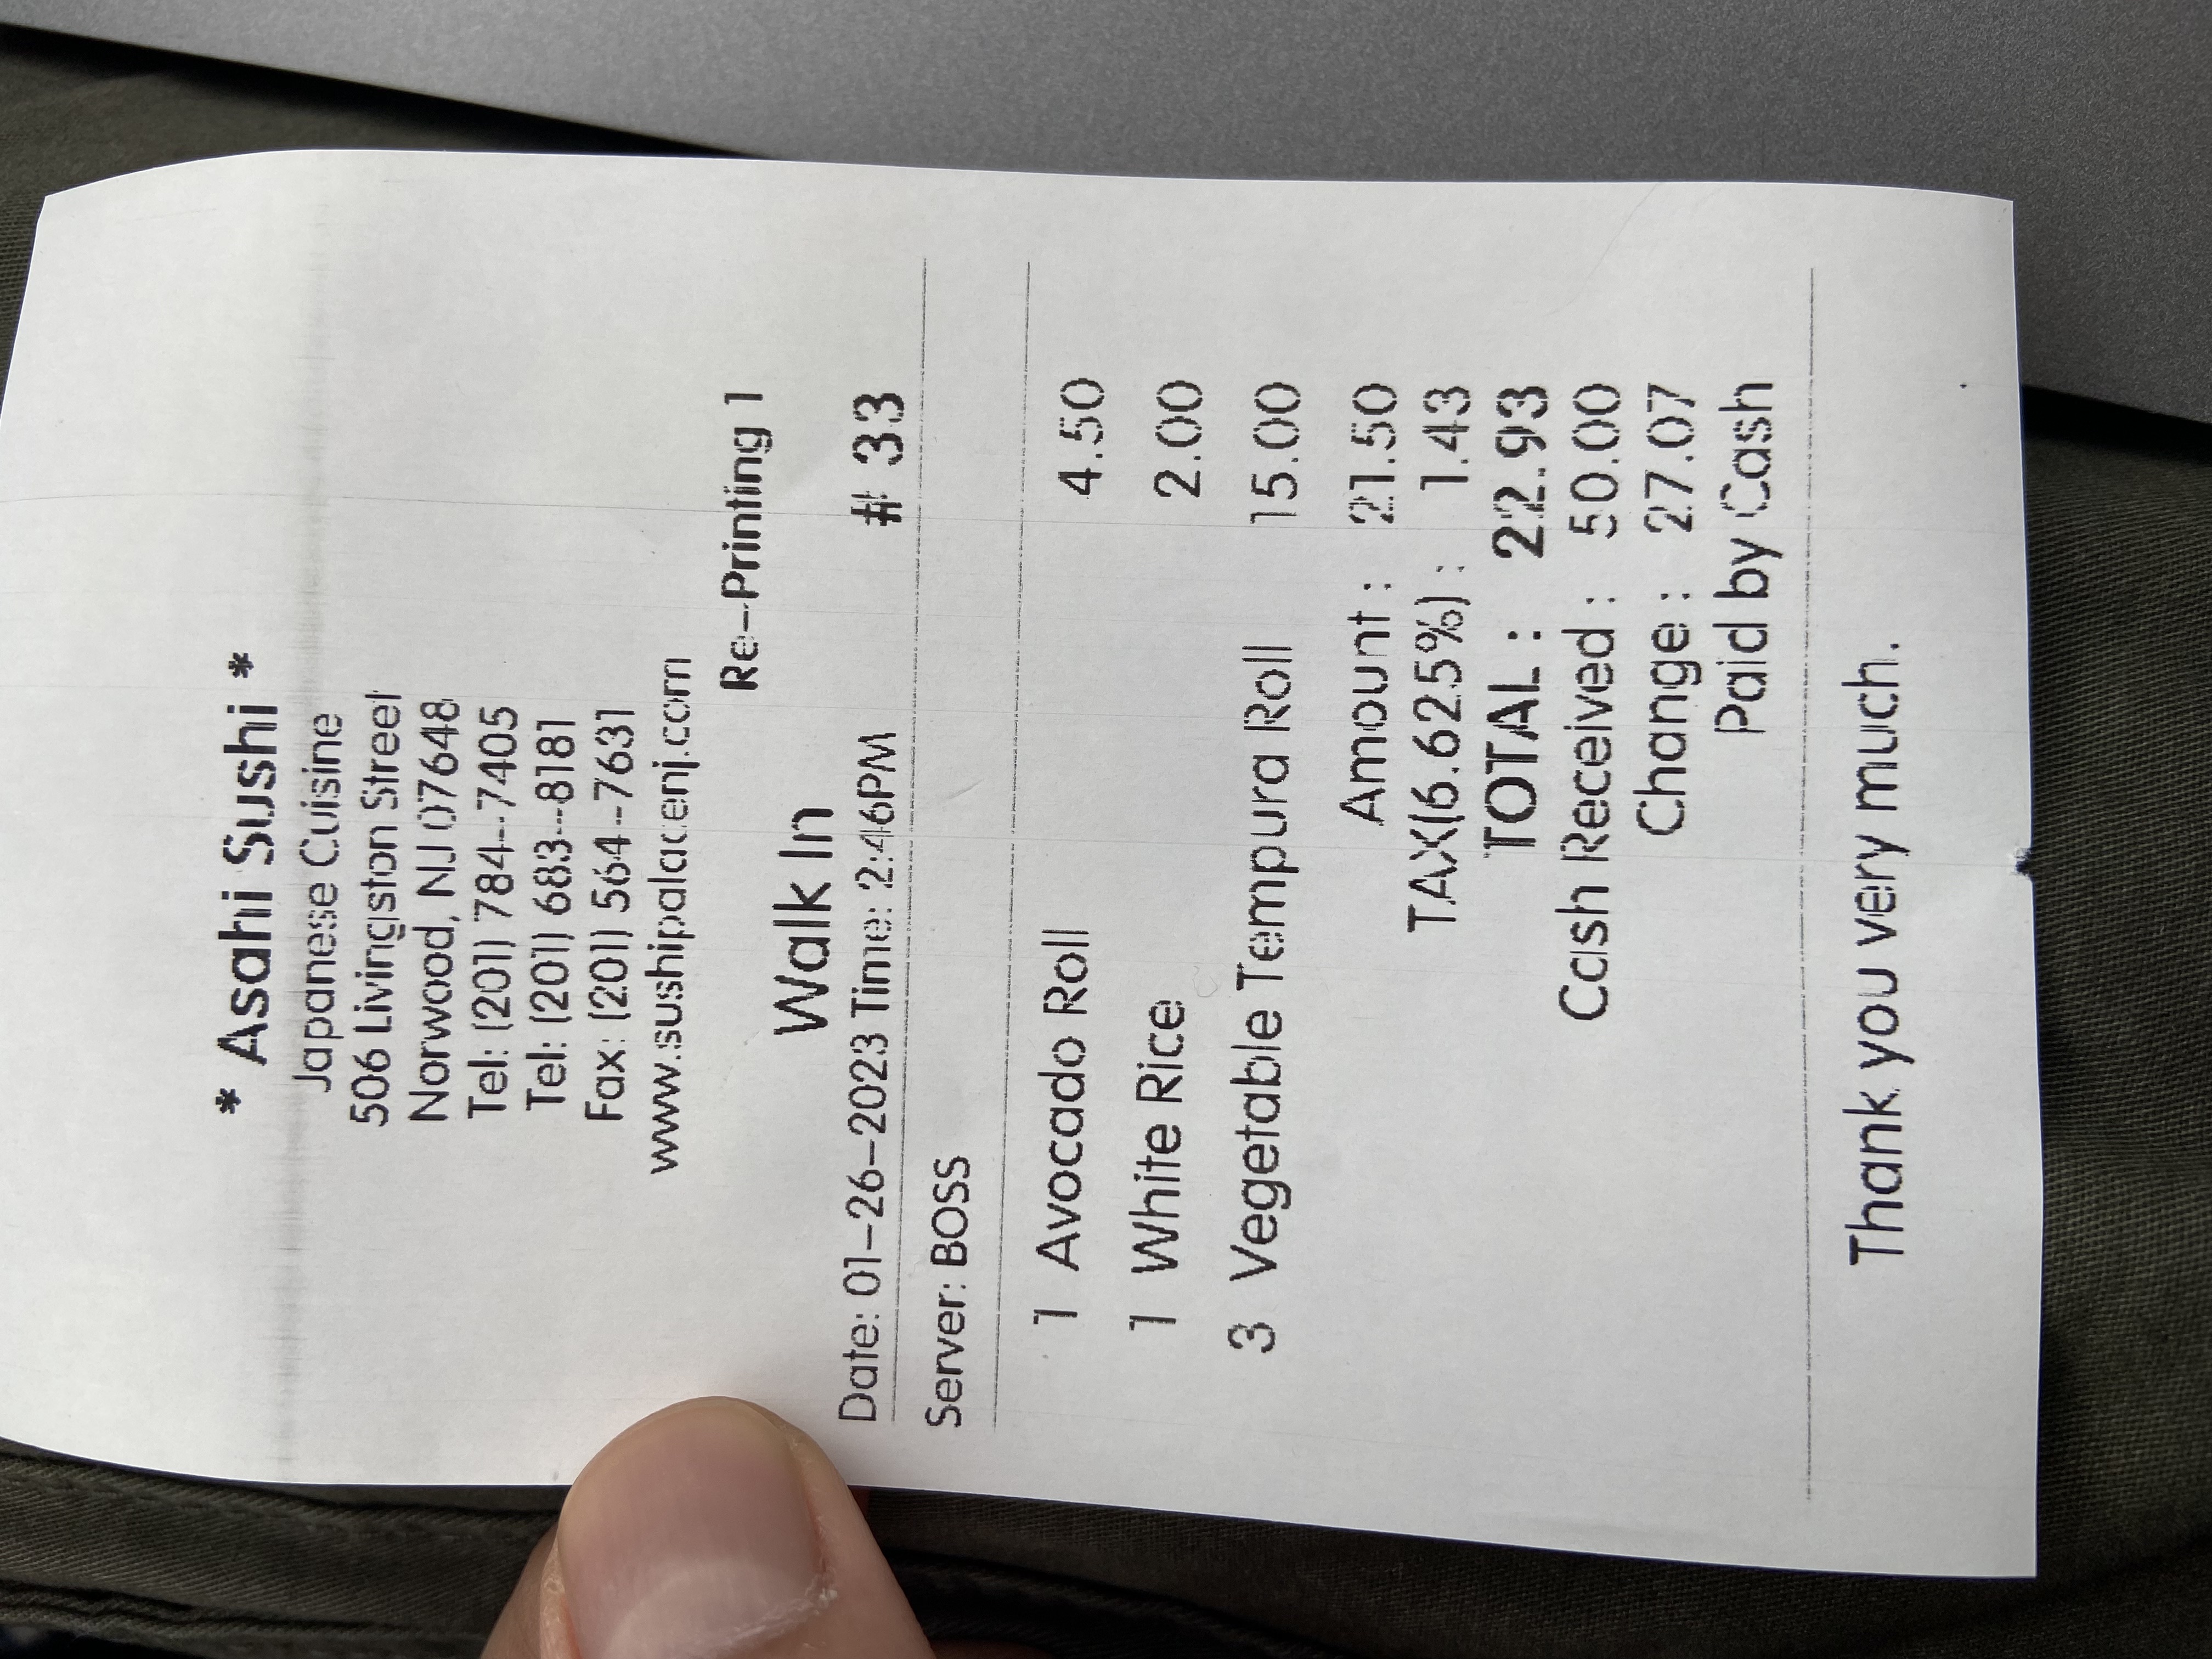 * Asahi Sushi *
Japanese Cuisine
506 Livingston Street
Norwood, NJ 07648
Tel: (201) 784-7405
Tel: (201) 683-8181
Fax: (201) 564-7631
www.sushipalacenj.com
Re-Printing 1
Walk In
Date: 01-26-2023 Time: 2:46PM # 33
Server: BOSS
1 Avocado Roll 4.50
1 White Rice 2.00
3 Vegetable Tempura Roll 15.00
Amount : 21.50
TAX(6.625%) : 1.43
TOTAL : 22.93
Cash Received : 50.00
Change : 27.07
Paid by Cash
Thank you very much.